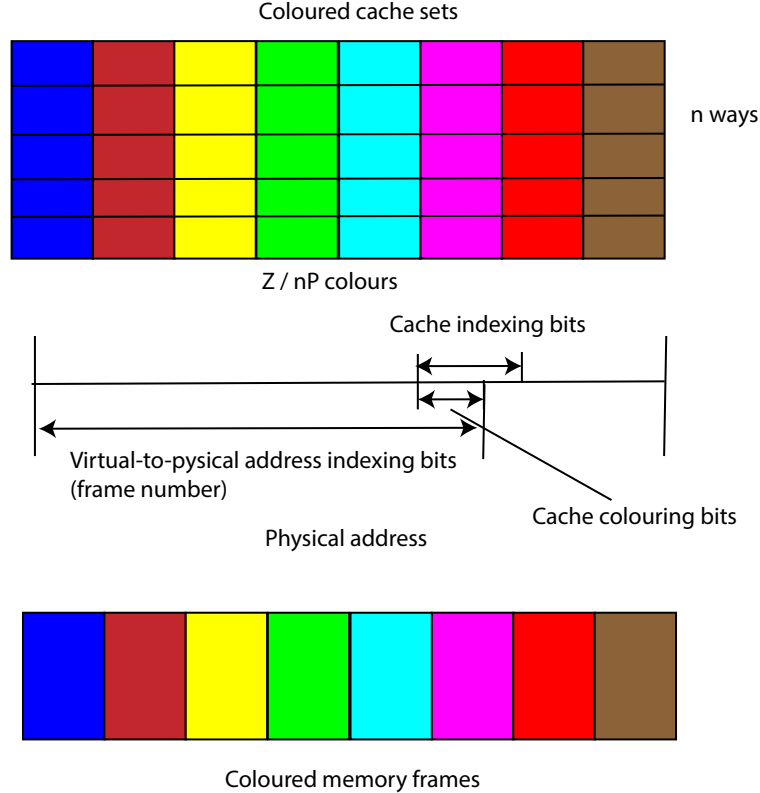 Coloured cache sets
n ways
Z / nP colours
Cache indexing bits
Virtual-to-pysical address indexing bits
(frame number)
Cache colouring bits
Physical address
Coloured memory frames